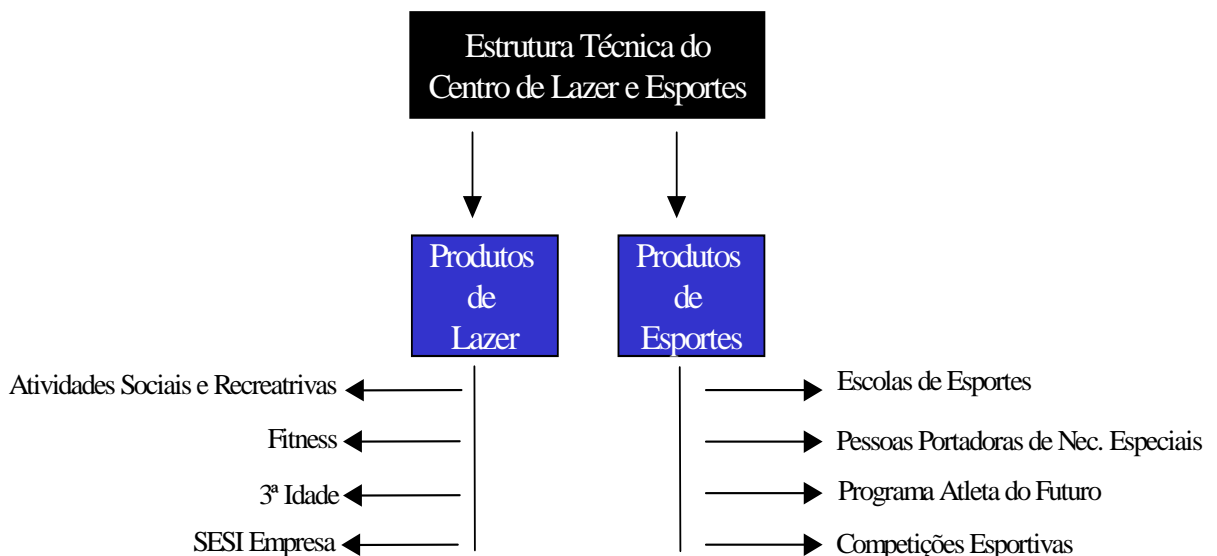 Estrutura Técnica do
Centro de Lazer e Esportes
Produtos
de
Lazer
Produtos
de
Esportes
Atividades Sociais e Recreatrivas
Fitness
3ª Idade
SESI Empresa
Escolas de Esportes
Pessoas Portadoras de Nec. Especiais
Programa Atleta do Futuro
Competições Esportivas